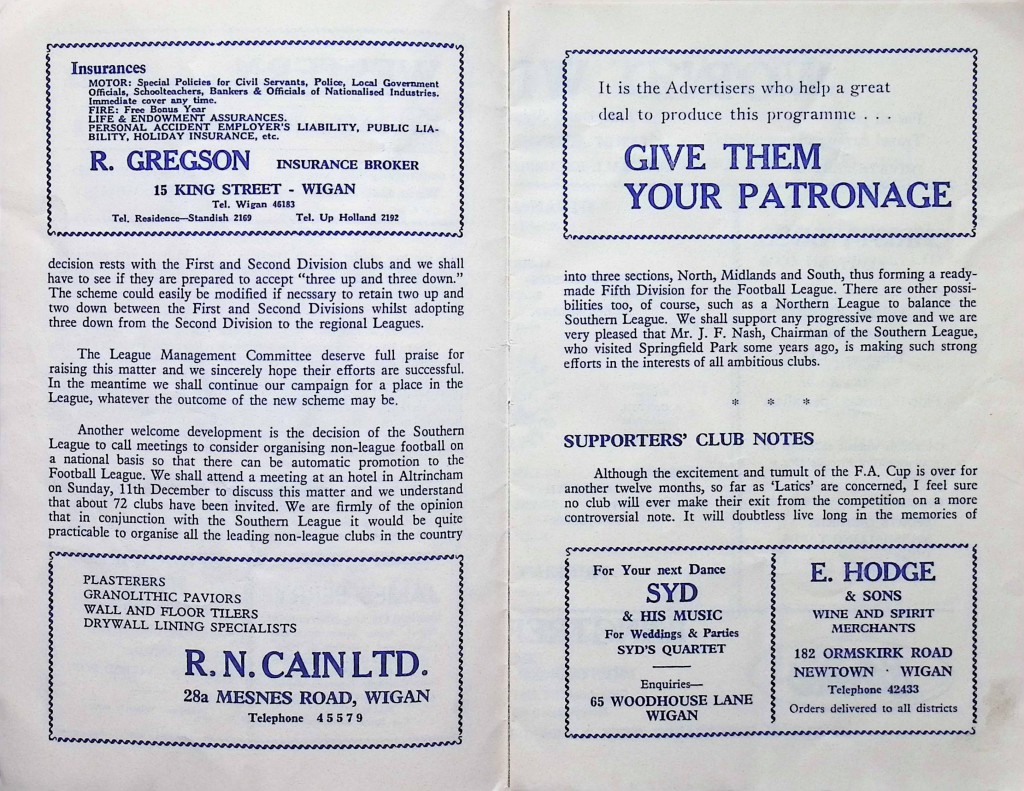 Insurances
MOTOR: Special Policies for Civil Servants, Police, Local Government
Officials, Schoolteachers, Bankers & Officials of Nationalised Industries.
Immediate cover any time.
FIRE: Free Bonus Year
LIFE & ENDOWMENT ASSURANCES.
PERSONAL ACCIDENT EMPLOYER'S LIABILITY, PUBLIC LIA-
BILITY, HOLIDAY INSURANCE, etc.
R. GREGSON INSURANCE BROKER
15 KING STREET - WIGAN
Tel. Wigan 46183
Tel. Residence—Standish 2169 Tel. Up Holland 2192
decision rests with the First and Second Division clubs and we shall
have to see if they are prepared to accept "three up and three down."
The scheme could easily be modified if necssary to retain two up and
two down between the First and Second Divisions whilst adopting
three down from the Second Division to the regional Leagues.
The League Management Committee deserve full praise for
raising this matter and we sincerely hope their efforts are successful.
In the meantime we shall continue our campaign for a place in the
League, whatever the outcome of the new scheme may be.
Another welcome development is the decision of the Southern
League to call meetings to consider organising non-league football on
a national basis so that there can be automatic promotion to the
Football League. We shall attend a meeting at an hotel in Altrincham
on Sunday, 11th December to discuss this matter and we understand
that about 72 clubs have been invited. We are firmly of the opinion
that in conjunction with the Southern League it would be quite
practicable to organise all the leading non-league clubs in the country
PLASTERERS
GRANOLITHIC PAVIORS
WALL AND FLOOR TILERS
DRYWALL LINING SPECIALISTS
R. N. CAIN LTD.
28a MESNES ROAD, WIGAN
Telephone 45579
It is the Advertisers who help a great
deal to produce this programme . . .
GIVE THEM
YOUR PATRONAGE
into three sections, North, Midlands and South, thus forming a ready-
made Fifth Division for the Football League. There are other possi-
bilities too, of course, such as a Northern League to balance the
Southern League. We shall support any progressive move and we are
very pleased that Mr. J. F. Nash, Chairman of the Southern League,
who visited Springfield Park some years ago, is making such strong
efforts in the interests of all ambitious clubs.
* * *
SUPPORTERS' CLUB NOTES
Although the excitement and tumult of the F.A. Cup is over for
another twelve months, so far as 'Latics' are concerned, I feel sure
no club will ever make their exit from the competition on a more
controversial note. It will doubtless live long in the memories of
For Your next Dance
SYD
& HIS MUSIC
For Weddings & Parties
SYD'S QUARTET
Enquiries—
65 WOODHOUSE LANE
WIGAN
E. HODGE
& SONS
WINE AND SPIRIT
MERCHANTS
182 ORMSKIRK ROAD
NEWTOWN · WIGAN
Telephone 42433
Orders delivered to all districts